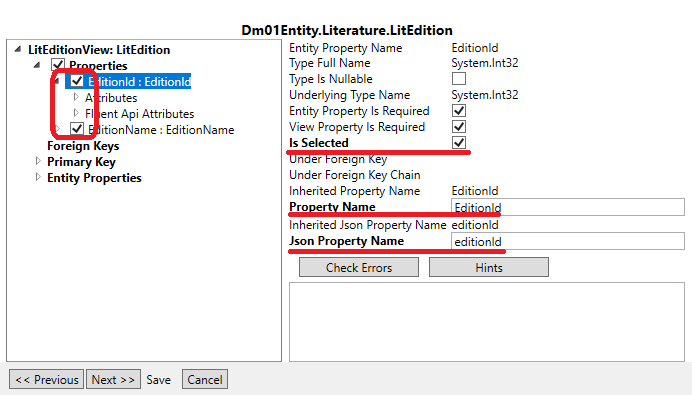 Dm01Entity.Literature.LitEdition
LitEditionView: LitEdition
Properties
EditionId : EditionId
Attributes
Fluent Api Attributes
EditionName : EditionName
Foreign Keys
Primary Key
Entity Properties
Entity Property Name EditionId
Type Full Name System.Int32
Type Is Nullable
Underlying Type Name System.Int32
Entity Property Is Required
View Property Is Required
Is Selected
Under Foreign Key
Under Foreign Key Chain
Inherited Property Name EditionId
Property Name EditionId
Inherited Json Property Name editionId
Json Property Name editionId
Check Errors Hints
<< Previous Next >> Save Cancel